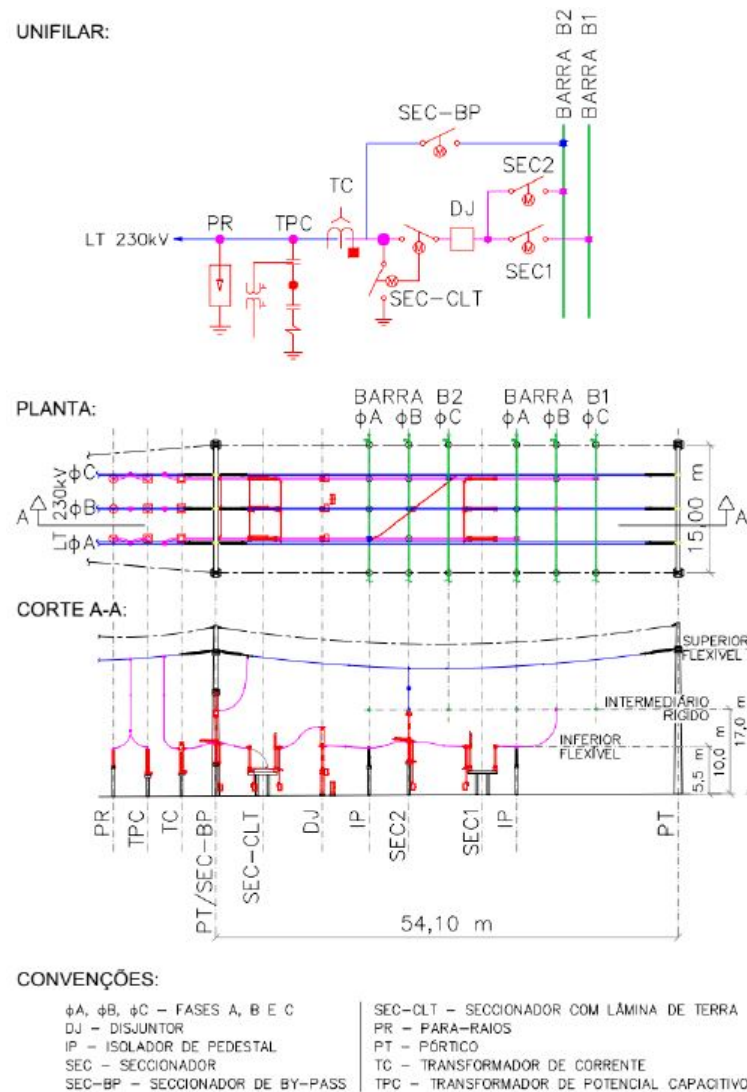 UNIFILAR:
BARRA B2
BARRA B1
SEC-BP
SEC2
TC
DJ
PR
TPC
LT 230kV
SEC1
SEC-CLT
M
M
M
M
PLANTA:
BARRA B2
φA φB φC
BARRA B1
φA φB φC
φC
φB
φA
LT 230kV
A
A
15,00 m
CORTE A-A:
SUPERIOR
FLEXÍVEL
INTERMEDIÁRIO
RIGIDO
INFERIOR
FLEXÍVEL
5,5 m
10,0 m
17,0 m
PR
TPC
TC
PT/SEC-BP
SEC-CLT
DJ
IP
SEC2
SEC1
IP
PT
54,10 m
CONVENÇÕES:
φA, φB, φC – FASES A, B E C
DJ – DISJUNTOR
IP – ISOLADOR DE PEDESTAL
SEC – SECCIONADOR
SEC-BP – SECCIONADOR DE BY-PASS
SEC-CLT – SECCIONADOR COM LÂMINA DE TERRA
PR – PARA-RAIOS
PT – PÓRTICO
TC – TRANSFORMADOR DE CORRENTE
TPC – TRANSFORMADOR DE POTENCIAL CAPACITIVO